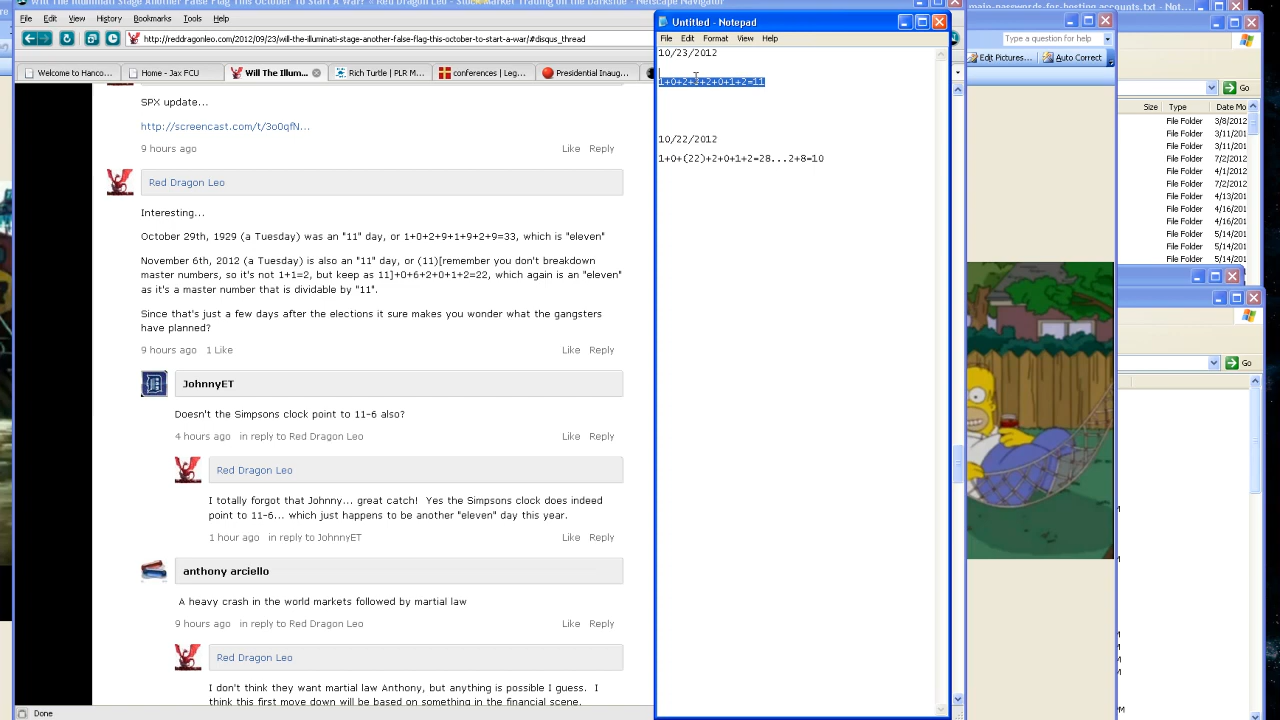 Will The Illuminati Stage Another False Flag This October To Start A War? - Red Dragon Leo - Stock Market Trading on the Darkside - Netscape Navigator
File Edit View History Bookmarks Tools Help
http://reddragonleo.com/2012/09/23/will-the-illuminati-stage-another-false-flag-this-october-to-start-a-war/#disqus_thread
Welcome to Hanco...
Home - Jax FCU
Will The Illum...
Rich Turner | PLR M...
conferences | Leg...
Presidential Inaug...
SPX update...
http://screencast.com/t/3o0qfN...
9 hours ago Like Reply
Red Dragon Leo
Interesting...
October 29th, 1929 (a Tuesday) was an "11" day, or 1+0+2+9+1+9+2+9=33, which is "eleven"
November 6th, 2012 (a Tuesday) is also an "11" day, or (11)[remember you don't breakdown
master numbers, so it's not 1+1=2, but keep as 11]+0+6+2+0+1+2=22, which again is an "eleven"
as it's a master number that is dividable by "11".
Since that's just a few days after the elections it sure makes you wonder what the gangsters
have planned?
9 hours ago 1 Like Like Reply
JohnnyET
Doesn't the Simpsons clock point to 11-6 also?
4 hours ago in reply to Red Dragon Leo Like Reply
Red Dragon Leo
I totally forgot that Johnny... great catch! Yes the Simpsons clock does indeed
point to 11-6... which just happens to be another "eleven" day this year.
1 hour ago in reply to JohnnyET Like Reply
anthony arciello
A heavy crash in the world markets followed by martial law
9 hours ago in reply to Red Dragon Leo Like Reply
Red Dragon Leo
I don't think they want martial law Anthony, but anything is possible I guess. I
think this first move down will be based on something in the financial scene,
Done
Untitled - Notepad
File Edit Format View Help
10/23/2012
1+0+2+3+2+0+1+2=11
10/22/2012
1+0+(22)+2+0+1+2=28...2+8=10
main-passwords-for-hosting-accounts.txt - Not...
Type a question for help
Edit Pictures...
Auto Correct
Go
Size Type Date Mo
File Folder 3/8/2012
File Folder 3/11/201
File Folder 3/11/201
File Folder 7/2/2012
File Folder 4/1/2012
File Folder 7/2/2012
File Folder 4/13/201
File Folder 4/16/201
File Folder 4/16/201
File Folder 5/14/201
File Folder 5/14/201
File Folder 5/14/201
Go